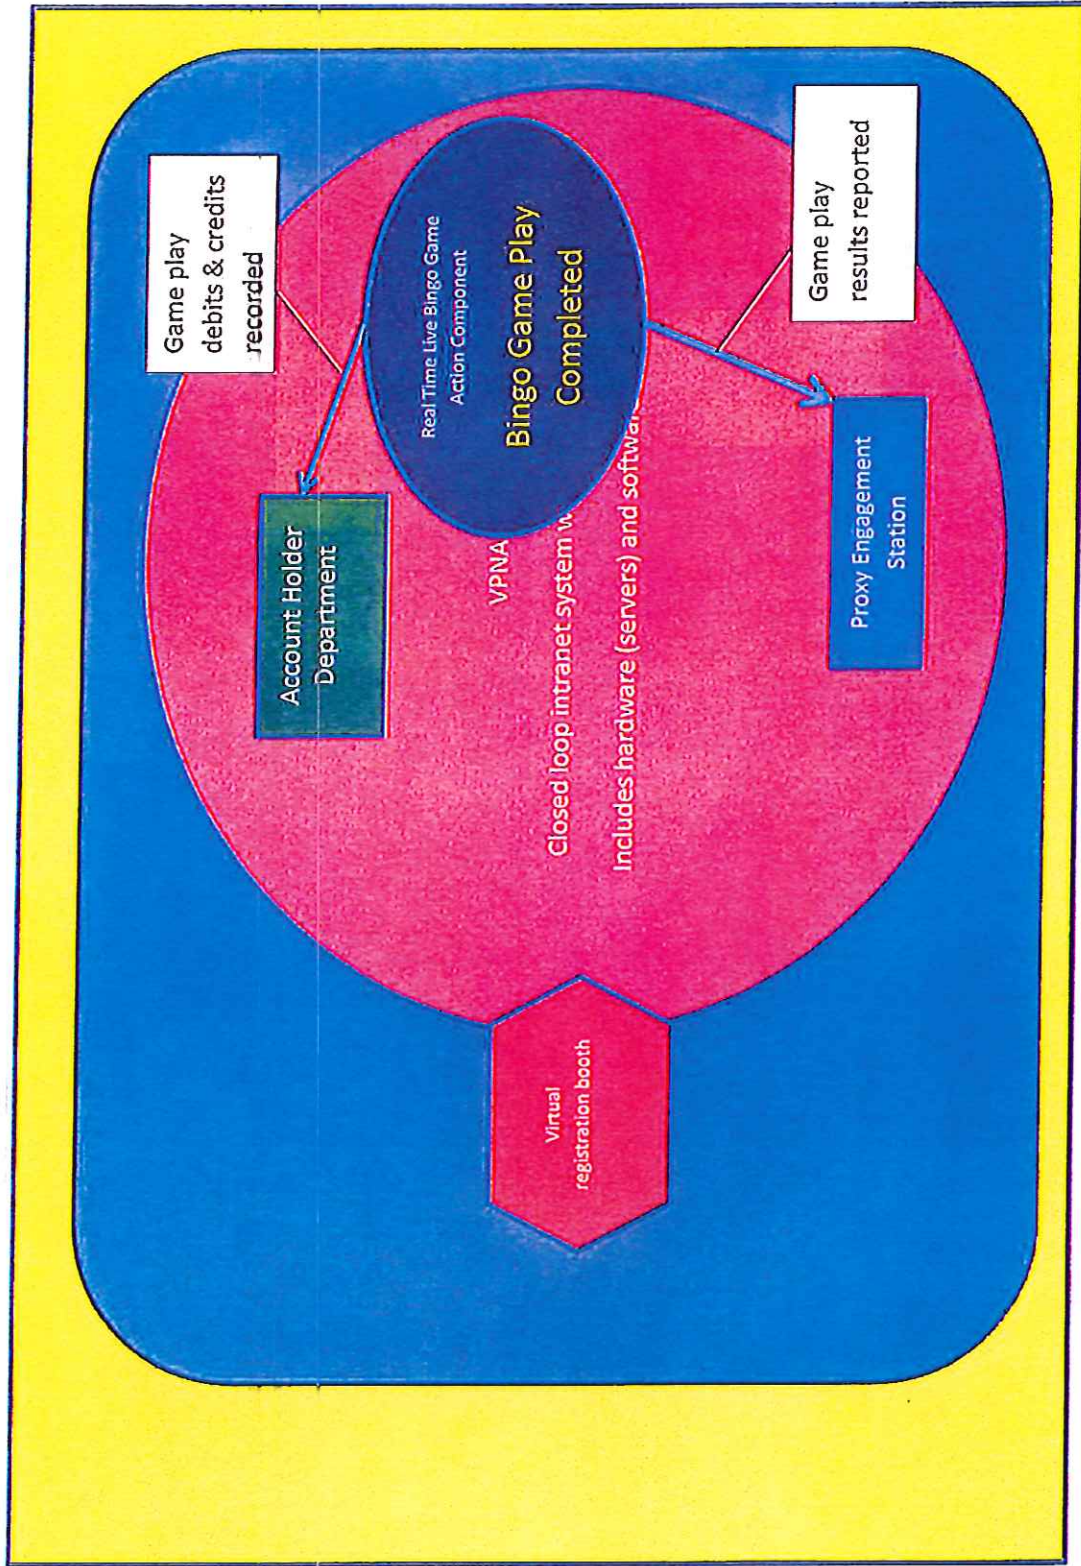 Game play
debits & credits
recorded
Account Holder
Department
Real Time Live Bingo Game
Action Component
Bingo Game Play
Completed
VPNA
Closed loop intranet system w
Includes hardware (servers) and softwar
Virtual
registration booth
Game play
results reported
Proxy Engagement
Station